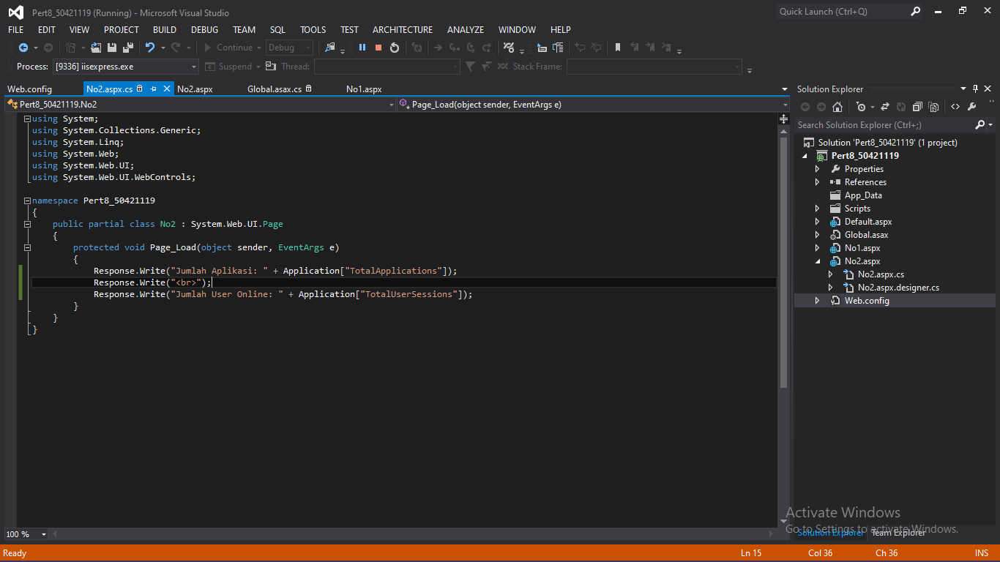 Pert8_50421119 (Running) - Microsoft Visual Studio
Quick Launch (Ctrl+Q)
FILE EDIT VIEW PROJECT BUILD DEBUG TEAM SQL TOOLS TEST ARCHITECTURE ANALYZE WINDOW HELP
Continue Debug
Process: [9336] iisexpress.exe Suspend Thread: Stack Frame:
Web.config No2.aspx.cs No2.aspx Global.asax.cs No1.aspx
Pert8_50421119.No2 Page_Load(object sender, EventArgs e)
using System;
using System.Collections.Generic;
using System.Linq;
using System.Web;
using System.Web.UI;
using System.Web.UI.WebControls;
namespace Pert8_50421119
{
public partial class No2 : System.Web.UI.Page
{
protected void Page_Load(object sender, EventArgs e)
{
Response.Write("Jumlah Aplikasi: " + Application["TotalApplications"]);
Response.Write("<br>");
Response.Write("Jumlah User Online: " + Application["TotalUserSessions"]);
}
}
}
100 %
Solution Explorer
Search Solution Explorer (Ctrl+;)
Solution 'Pert8_50421119' (1 project)
Pert8_50421119
Properties
References
App_Data
Scripts
Default.aspx
Global.asax
No1.aspx
No2.aspx
No2.aspx.cs
No2.aspx.designer.cs
Web.config
Activate Windows
Go to Settings to activate Windows.
Solution Explorer Team Explorer
Ready Ln 15 Col 36 Ch 36 INS